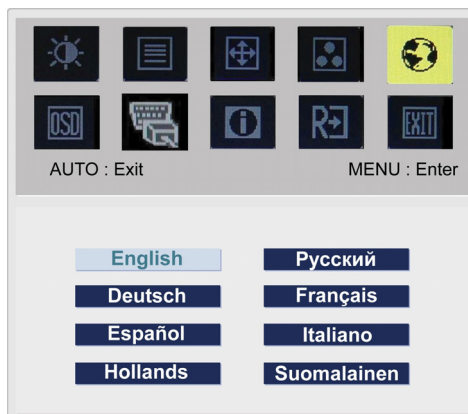 OSD
i
R
EXIT
AUTO : Exit
MENU : Enter
English
Русский
Deutsch
Français
Español
Italiano
Hollands
Suomalainen